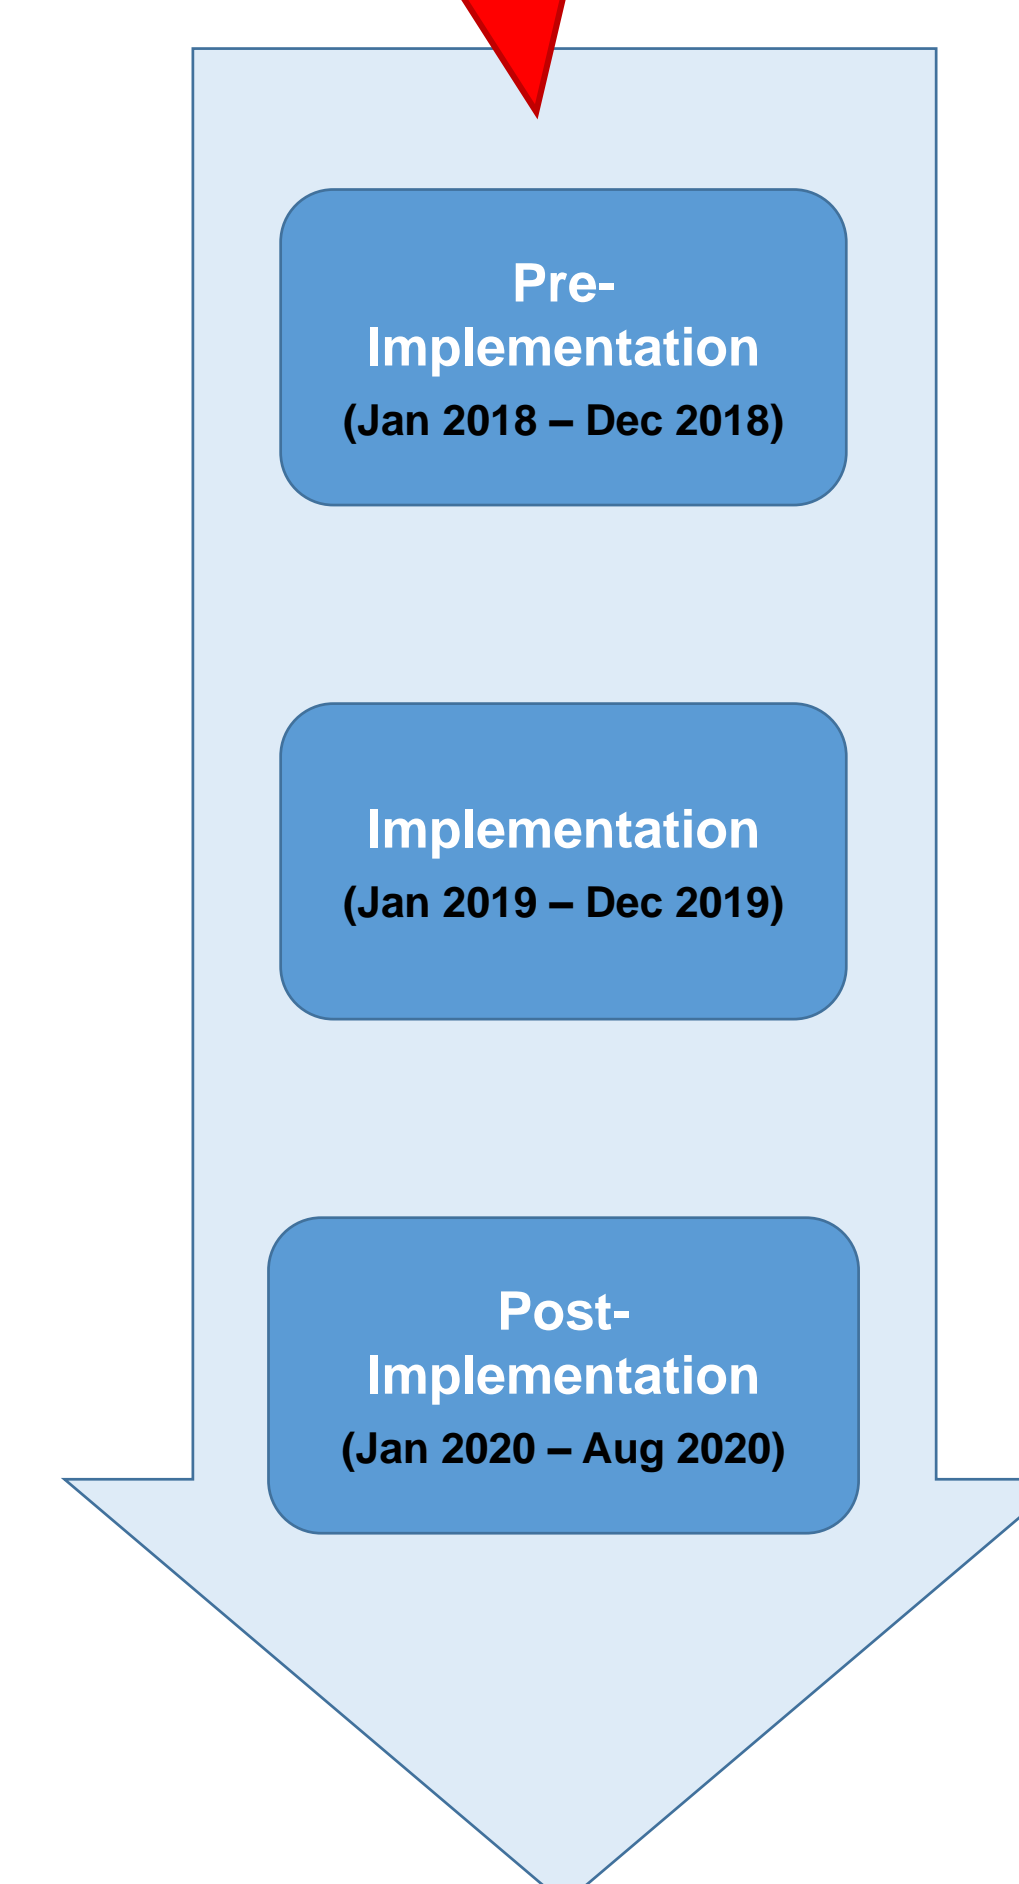 Pre-
Implementation
(Jan 2018 – Dec 2018)
Implementation
(Jan 2019 – Dec 2019)
Post-
Implementation
(Jan 2020 – Aug 2020)